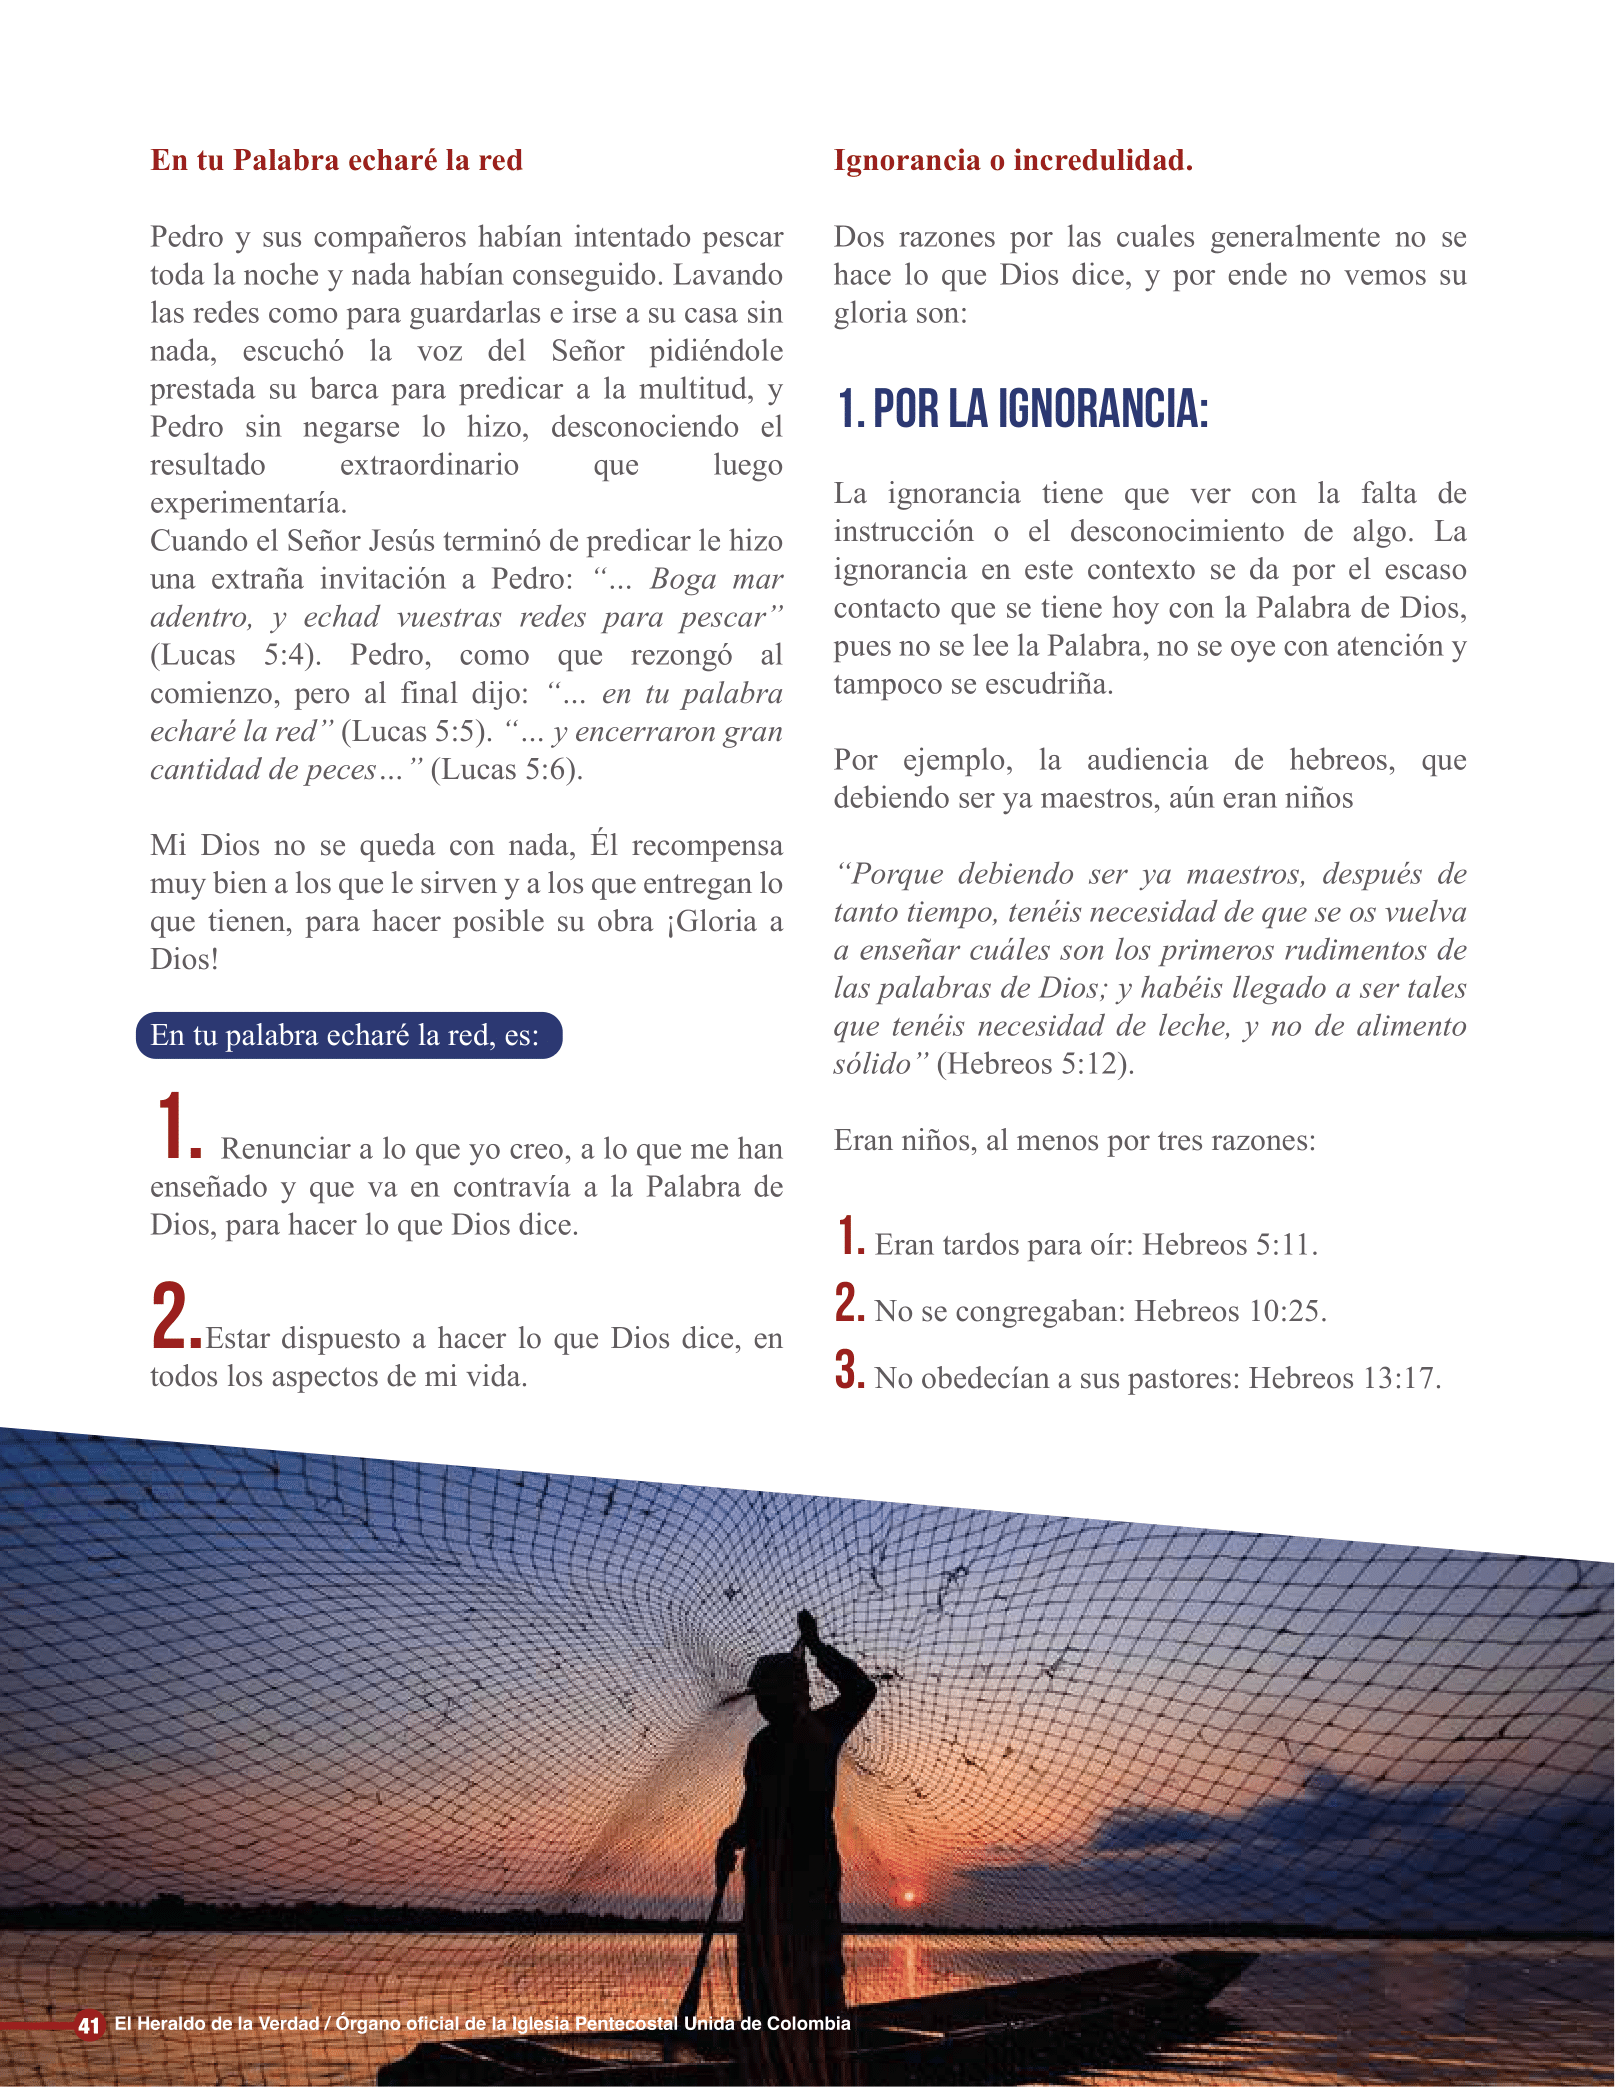 En tu Palabra echaré la red
Pedro y sus compañeros habían intentado pescar
toda la noche y nada habían conseguido. Lavando
las redes como para guardarlas e irse a su casa sin
nada, escuchó la voz del Señor pidiéndole
prestada su barca para predicar a la multitud, y
Pedro sin negarse lo hizo, desconociendo el
resultado extraordinario que luego
experimentaría.
Cuando el Señor Jesús terminó de predicar le hizo
una extraña invitación a Pedro: “... Boga mar
adentro, y echad vuestras redes para pescar”
(Lucas 5:4). Pedro, como que rezongó al
comienzo, pero al final dijo: “... en tu palabra
echaré la red” (Lucas 5:5). “... y encerraron gran
cantidad de peces...” (Lucas 5:6).
Mi Dios no se queda con nada, Él recompensa
muy bien a los que le sirven y a los que entregan lo
que tienen, para hacer posible su obra ¡Gloria a
Dios!
En tu palabra echaré la red, es:
1. Renunciar a lo que yo creo, a lo que me han
enseñado y que va en contravía a la Palabra de
Dios, para hacer lo que Dios dice.
2.Estar dispuesto a hacer lo que Dios dice, en
todos los aspectos de mi vida.
Ignorancia o incredulidad.
Dos razones por las cuales generalmente no se
hace lo que Dios dice, y por ende no vemos su
gloria son:
1. POR LA IGNORANCIA:
La ignorancia tiene que ver con la falta de
instrucción o el desconocimiento de algo. La
ignorancia en este contexto se da por el escaso
contacto que se tiene hoy con la Palabra de Dios,
pues no se lee la Palabra, no se oye con atención y
tampoco se escudriña.
Por ejemplo, la audiencia de hebreos, que
debiendo ser ya maestros, aún eran niños
“Porque debiendo ser ya maestros, después de
tanto tiempo, tenéis necesidad de que se os vuelva
a enseñar cuáles son los primeros rudimentos de
las palabras de Dios; y habéis llegado a ser tales
que tenéis necesidad de leche, y no de alimento
sólido” (Hebreos 5:12).
Eran niños, al menos por tres razones:
1. Eran tardos para oír: Hebreos 5:11.
2. No se congregaban: Hebreos 10:25.
3. No obedecían a sus pastores: Hebreos 13:17.
41 El Heraldo de la Verdad / Órgano oficial de la Iglesia Pentecostal Unida de Colombia